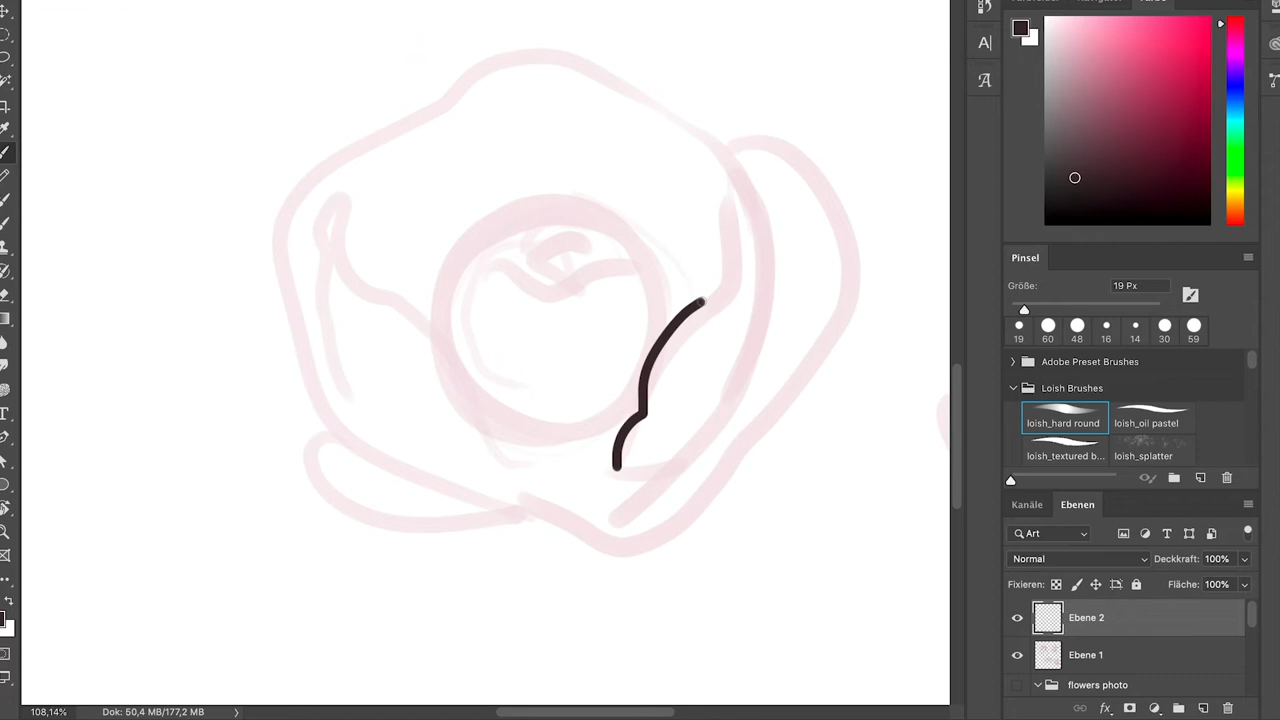 Pinsel
Größe: 19 Px
19 60 48 16 14 30 59
Adobe Preset Brushes
Loish Brushes
loish_hard round loish_oil pastel
loish_textured b... loish_splatter
Kanäle Ebenen
Art
Normal Deckkraft: 100%
Fixieren: Fläche: 100%
Ebene 2
Ebene 1
flowers photo
fx
108,14% Dok: 50,4 MB/177,2 MB